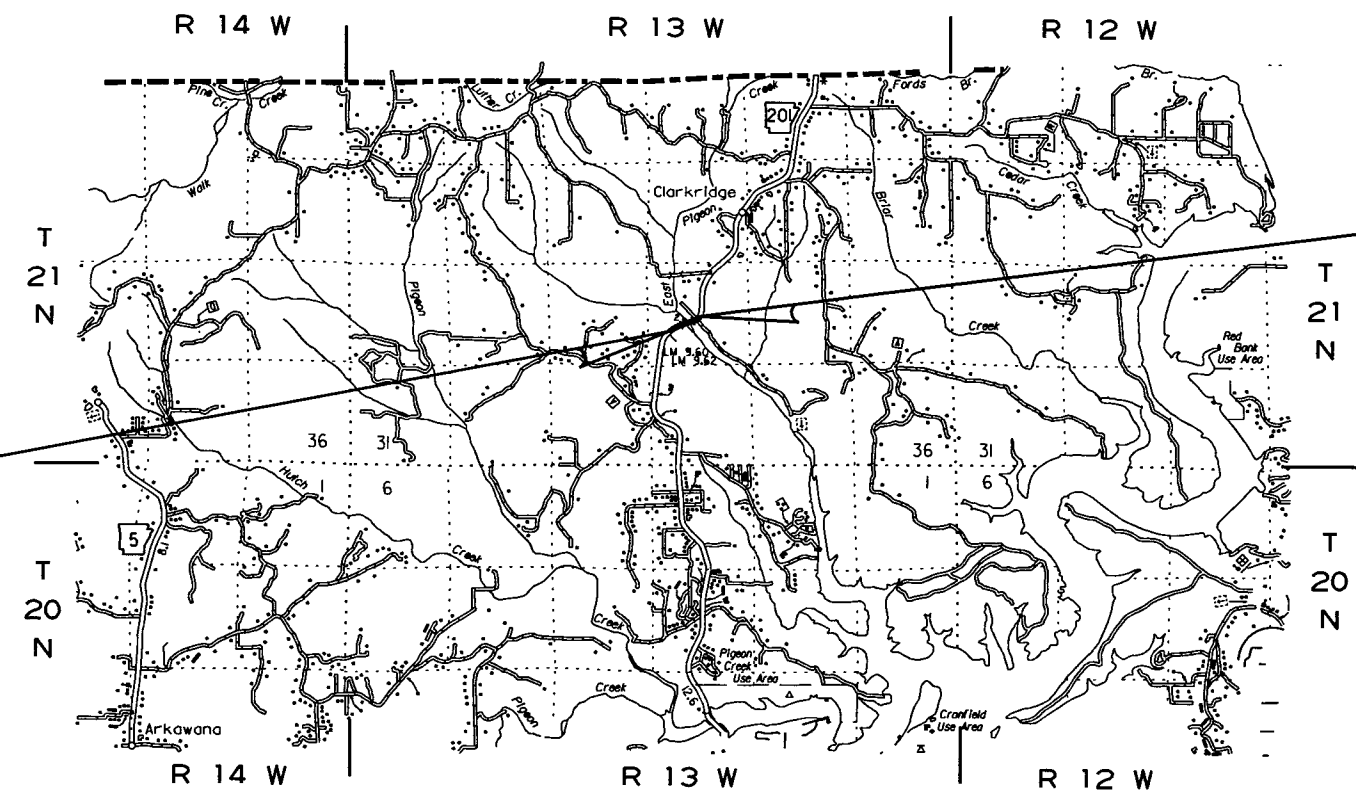 R 14 W
R 13 W
R 12 W
Pine Cr.
Creek
Luther Cr.
Creek
201
Fords Br.
Br.
Walk
Clarkridge
Pigeon
Briar
Cedar Creek
T
21
N
T
21
N
Pigeon
East
Creek
Red
Bank
Use Area
LM 9.60
LM 9.62
36
31
1
6
36
31
1
6
Hutch
Creek
5
8.1
T
20
N
T
20
N
Creek
Pigeon
Creek
Use Area
12.6
Creek
Pigeon
Cranfield
Use Area
Arkawana
R 14 W
R 13 W
R 12 W